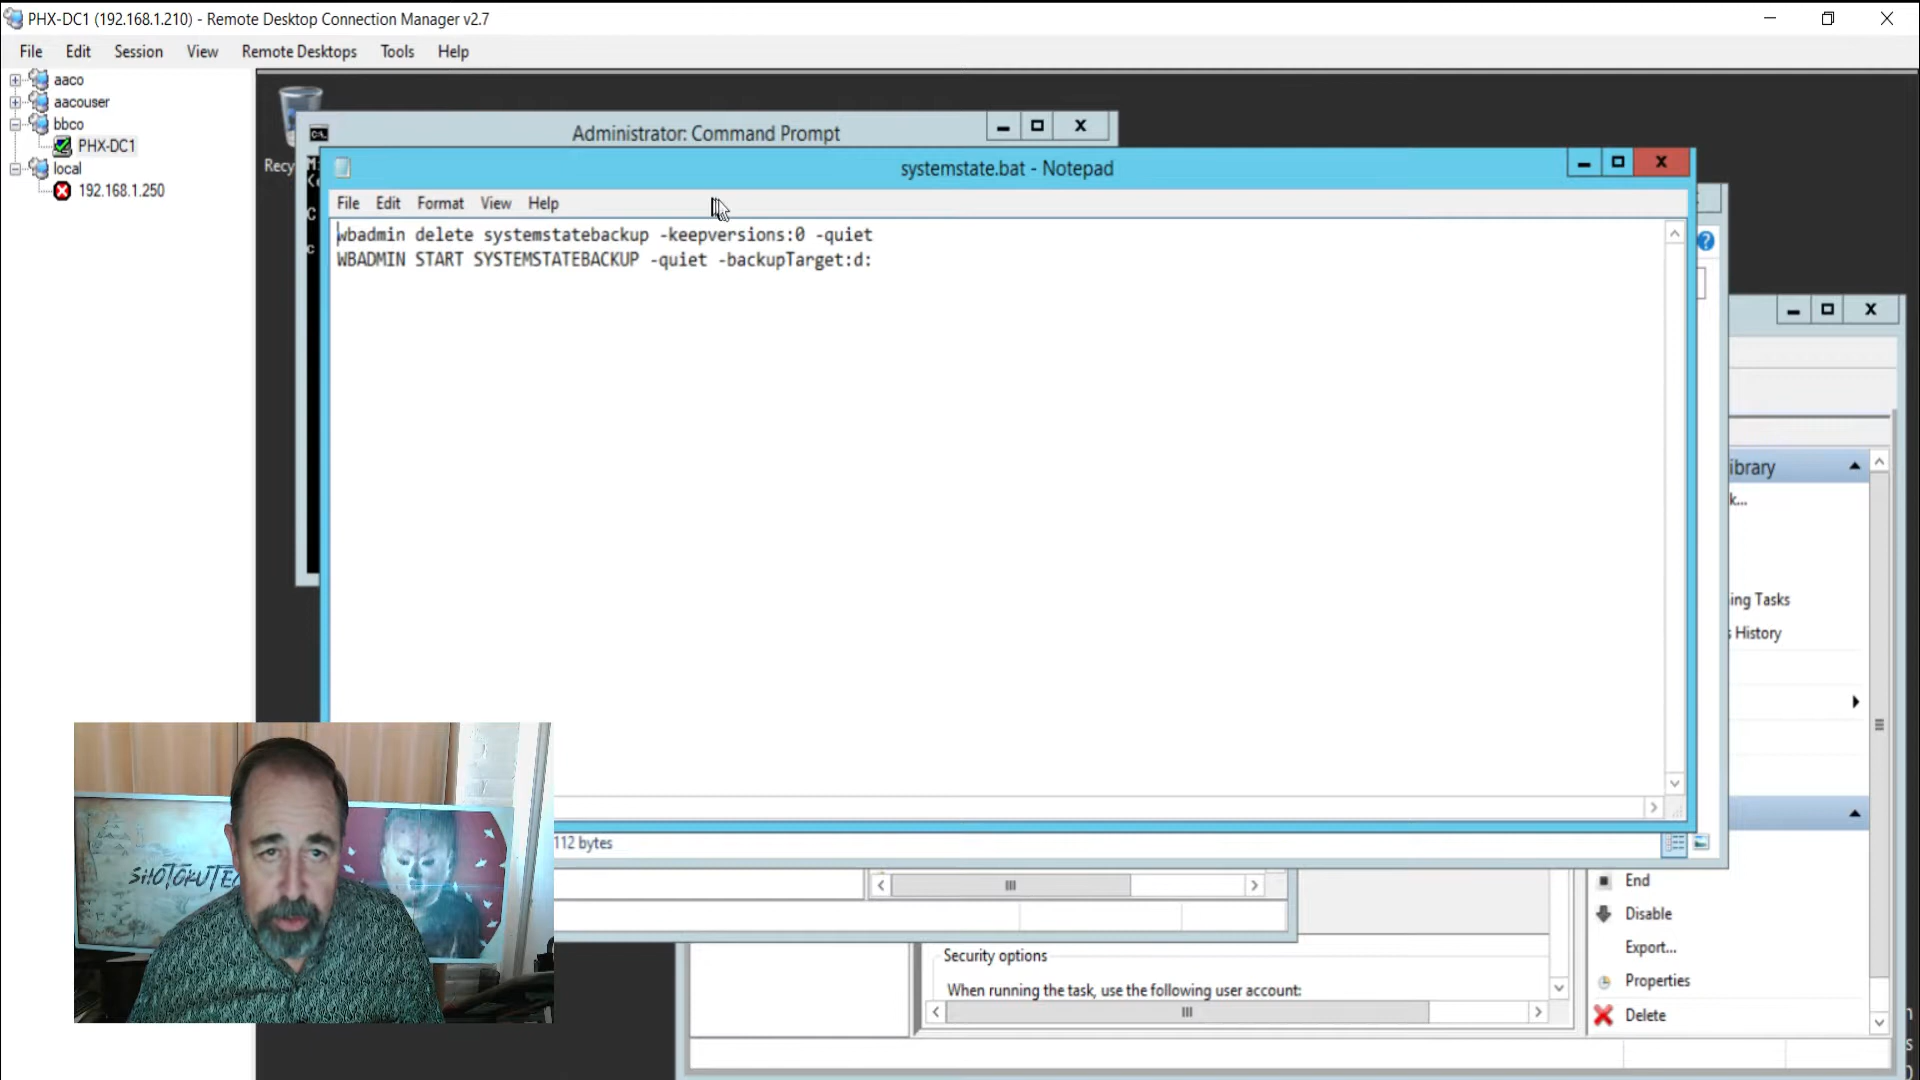 PHX-DC1 (192.168.1.210) - Remote Desktop Connection Manager v2.7
File Edit Session View Remote Desktops Tools Help
aaco
aacouser
bbco
PHX-DC1
local
192.168.1.250
Administrator: Command Prompt
systemstate.bat - Notepad
File Edit Format View Help
wbadmin delete systemstatebackup -keepversions:0 -quiet
WBADMIN START SYSTEMSTATEBACKUP -quiet -backupTarget:d:
112 bytes
ibrary
k...
ing Tasks
s History
End
Disable
Export...
Properties
Delete
Security options
When running the task, use the following user account:
Recy
SHOTOKUTE